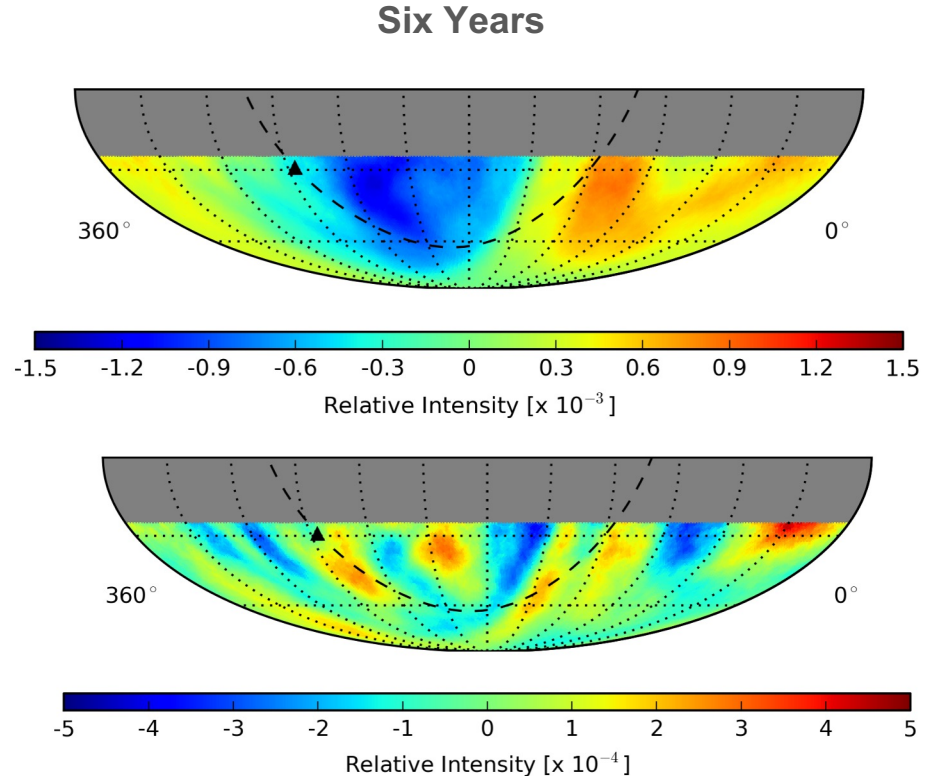 Six Years
360° 0°
-1.5 -1.2 -0.9 -0.6 -0.3 0 0.3 0.6 0.9 1.2 1.5
Relative Intensity [x 10⁻³]
360° 0°
-5 -4 -3 -2 -1 0 1 2 3 4 5
Relative Intensity [x 10⁻⁴]